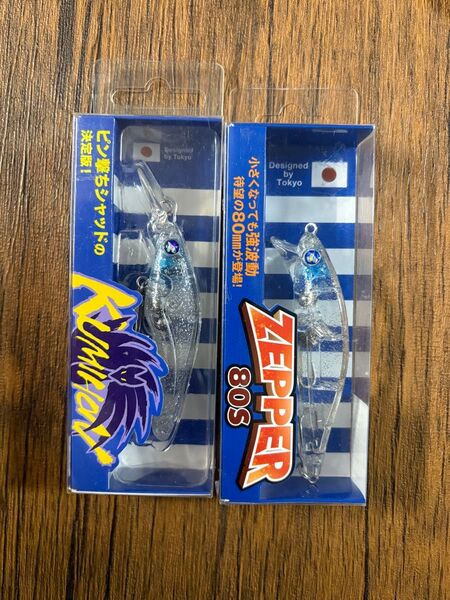 ピン撃ちシャッドの
決定版！
Designed
by
Tokyo
小さくなっても強波動
待望の80mmが登場！
Designed
by
Tokyo
ZEPPER
80S